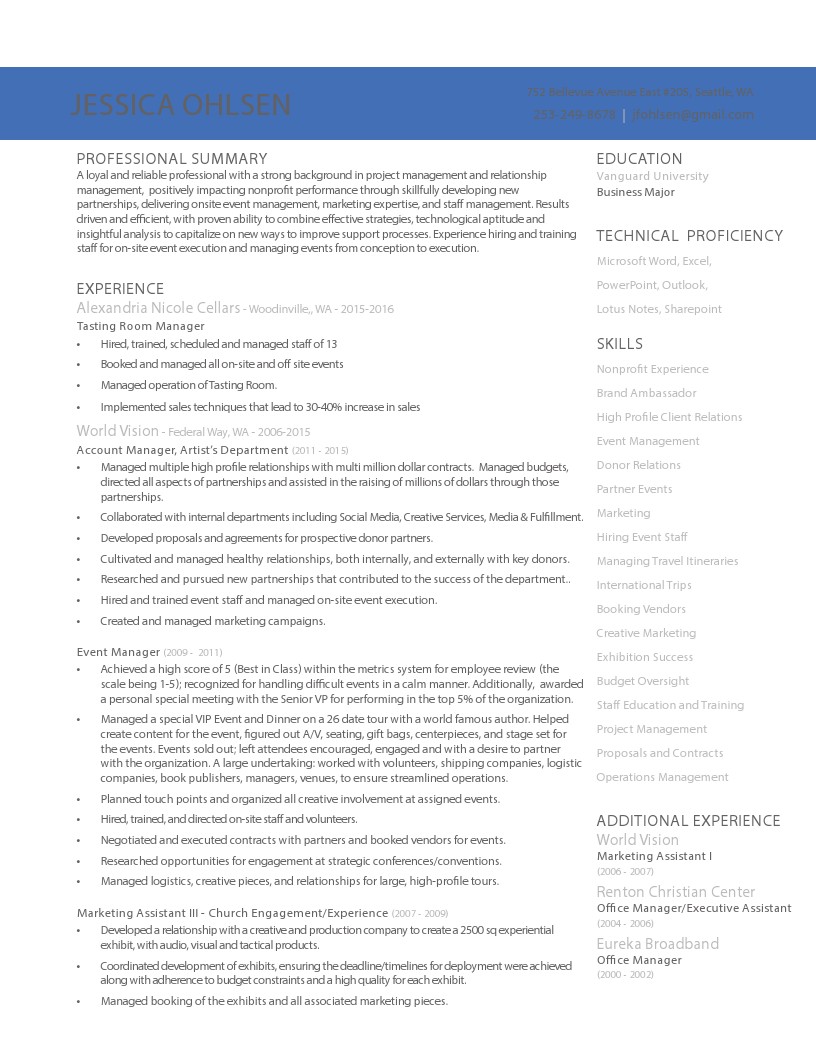 JESSICA OHLSEN
753 Bellevue Avenue East #205, Seattle, WA
253-249-8678 | jfohlsen@gmail.com
PROFESSIONAL SUMMARY
A loyal and reliable professional with a strong background in project management and relationship
management,  positively impacting nonprofit performance through skillfully developing new
partnerships, delivering onsite event management, marketing expertise, and staff management. Results
driven and efficient, with proven ability to combine effective strategies, technological aptitude and
insightful analysis to capitalize on new ways to improve support processes. Experience hiring and training
staff for on-site event execution and managing events from conception to execution.
EXPERIENCE
Alexandria Nicole Cellars - Woodinville,, WA - 2015-2016
Tasting Room Manager
• Hired, trained, scheduled and managed staff of 13
• Booked and managed all on-site and off site events
• Managed operation of Tasting Room.
• Implemented sales techniques that lead to 30-40% increase in sales
World Vision - Federal Way, WA - 2006-2015
Account Manager, Artist's Department (2011 - 2015)
• Managed multiple high profile relationships with multi million dollar contracts.  Managed budgets,
directed all aspects of partnerships and assisted in the raising of millions of dollars through those
partnerships.
• Collaborated with internal departments including Social Media, Creative Services, Media & Fulfillment.
• Developed proposals and agreements for prospective donor partners.
• Cultivated and managed healthy relationships, both internally, and externally with key donors.
• Researched and pursued new partnerships that contributed to the success of the department..
• Hired and trained event staff and managed on-site event execution.
• Created and managed marketing campaigns.
Event Manager (2009 -  2011)
• Achieved a high score of 5 (Best in Class) within the metrics system for employee review (the
scale being 1-5); recognized for handling difficult events in a calm manner. Additionally,  awarded
a personal special meeting with the Senior VP for performing in the top 5% of the organization.
• Managed a special VIP Event and Dinner on a 26 date tour with a world famous author. Helped
create content for the event, figured out A/V, seating, gift bags, centerpieces, and stage set for
the events. Events sold out; left attendees encouraged, engaged and with a desire to partner
with the organization. A large undertaking: worked with volunteers, shipping companies, logistic
companies, book publishers, managers, venues, to ensure streamlined operations.
• Planned touch points and organized all creative involvement at assigned events.
• Hired, trained, and directed on-site staff and volunteers.
• Negotiated and executed contracts with partners and booked vendors for events.
• Researched opportunities for engagement at strategic conferences/conventions.
• Managed logistics, creative pieces, and relationships for large, high-profile tours.
Marketing Assistant III - Church Engagement/Experience (2007 - 2009)
• Developed a relationship with a creative and production company to create a 2500 sq experiential
exhibit, with audio, visual and tactical products.
• Coordinated development of exhibits, ensuring the deadline/timelines for deployment were achieved
along with adherence to budget constraints and a high quality for each exhibit.
• Managed booking of the exhibits and all associated marketing pieces.
EDUCATION
Vanguard University
Business Major
TECHNICAL  PROFICIENCY
Microsoft Word, Excel,
PowerPoint, Outlook,
Lotus Notes, Sharepoint
SKILLS
Nonprofit Experience
Brand Ambassador
High Profile Client Relations
Event Management
Donor Relations
Partner Events
Marketing
Hiring Event Staff
Managing Travel Itineraries
International Trips
Booking Vendors
Creative Marketing
Exhibition Success
Budget Oversight
Staff Education and Training
Project Management
Proposals and Contracts
Operations Management
ADDITIONAL EXPERIENCE
World Vision
Marketing Assistant I
(2006 - 2007)
Renton Christian Center
Office Manager/Executive Assistant
(2004 - 2006)
Eureka Broadband
Office Manager
(2000 - 2002)